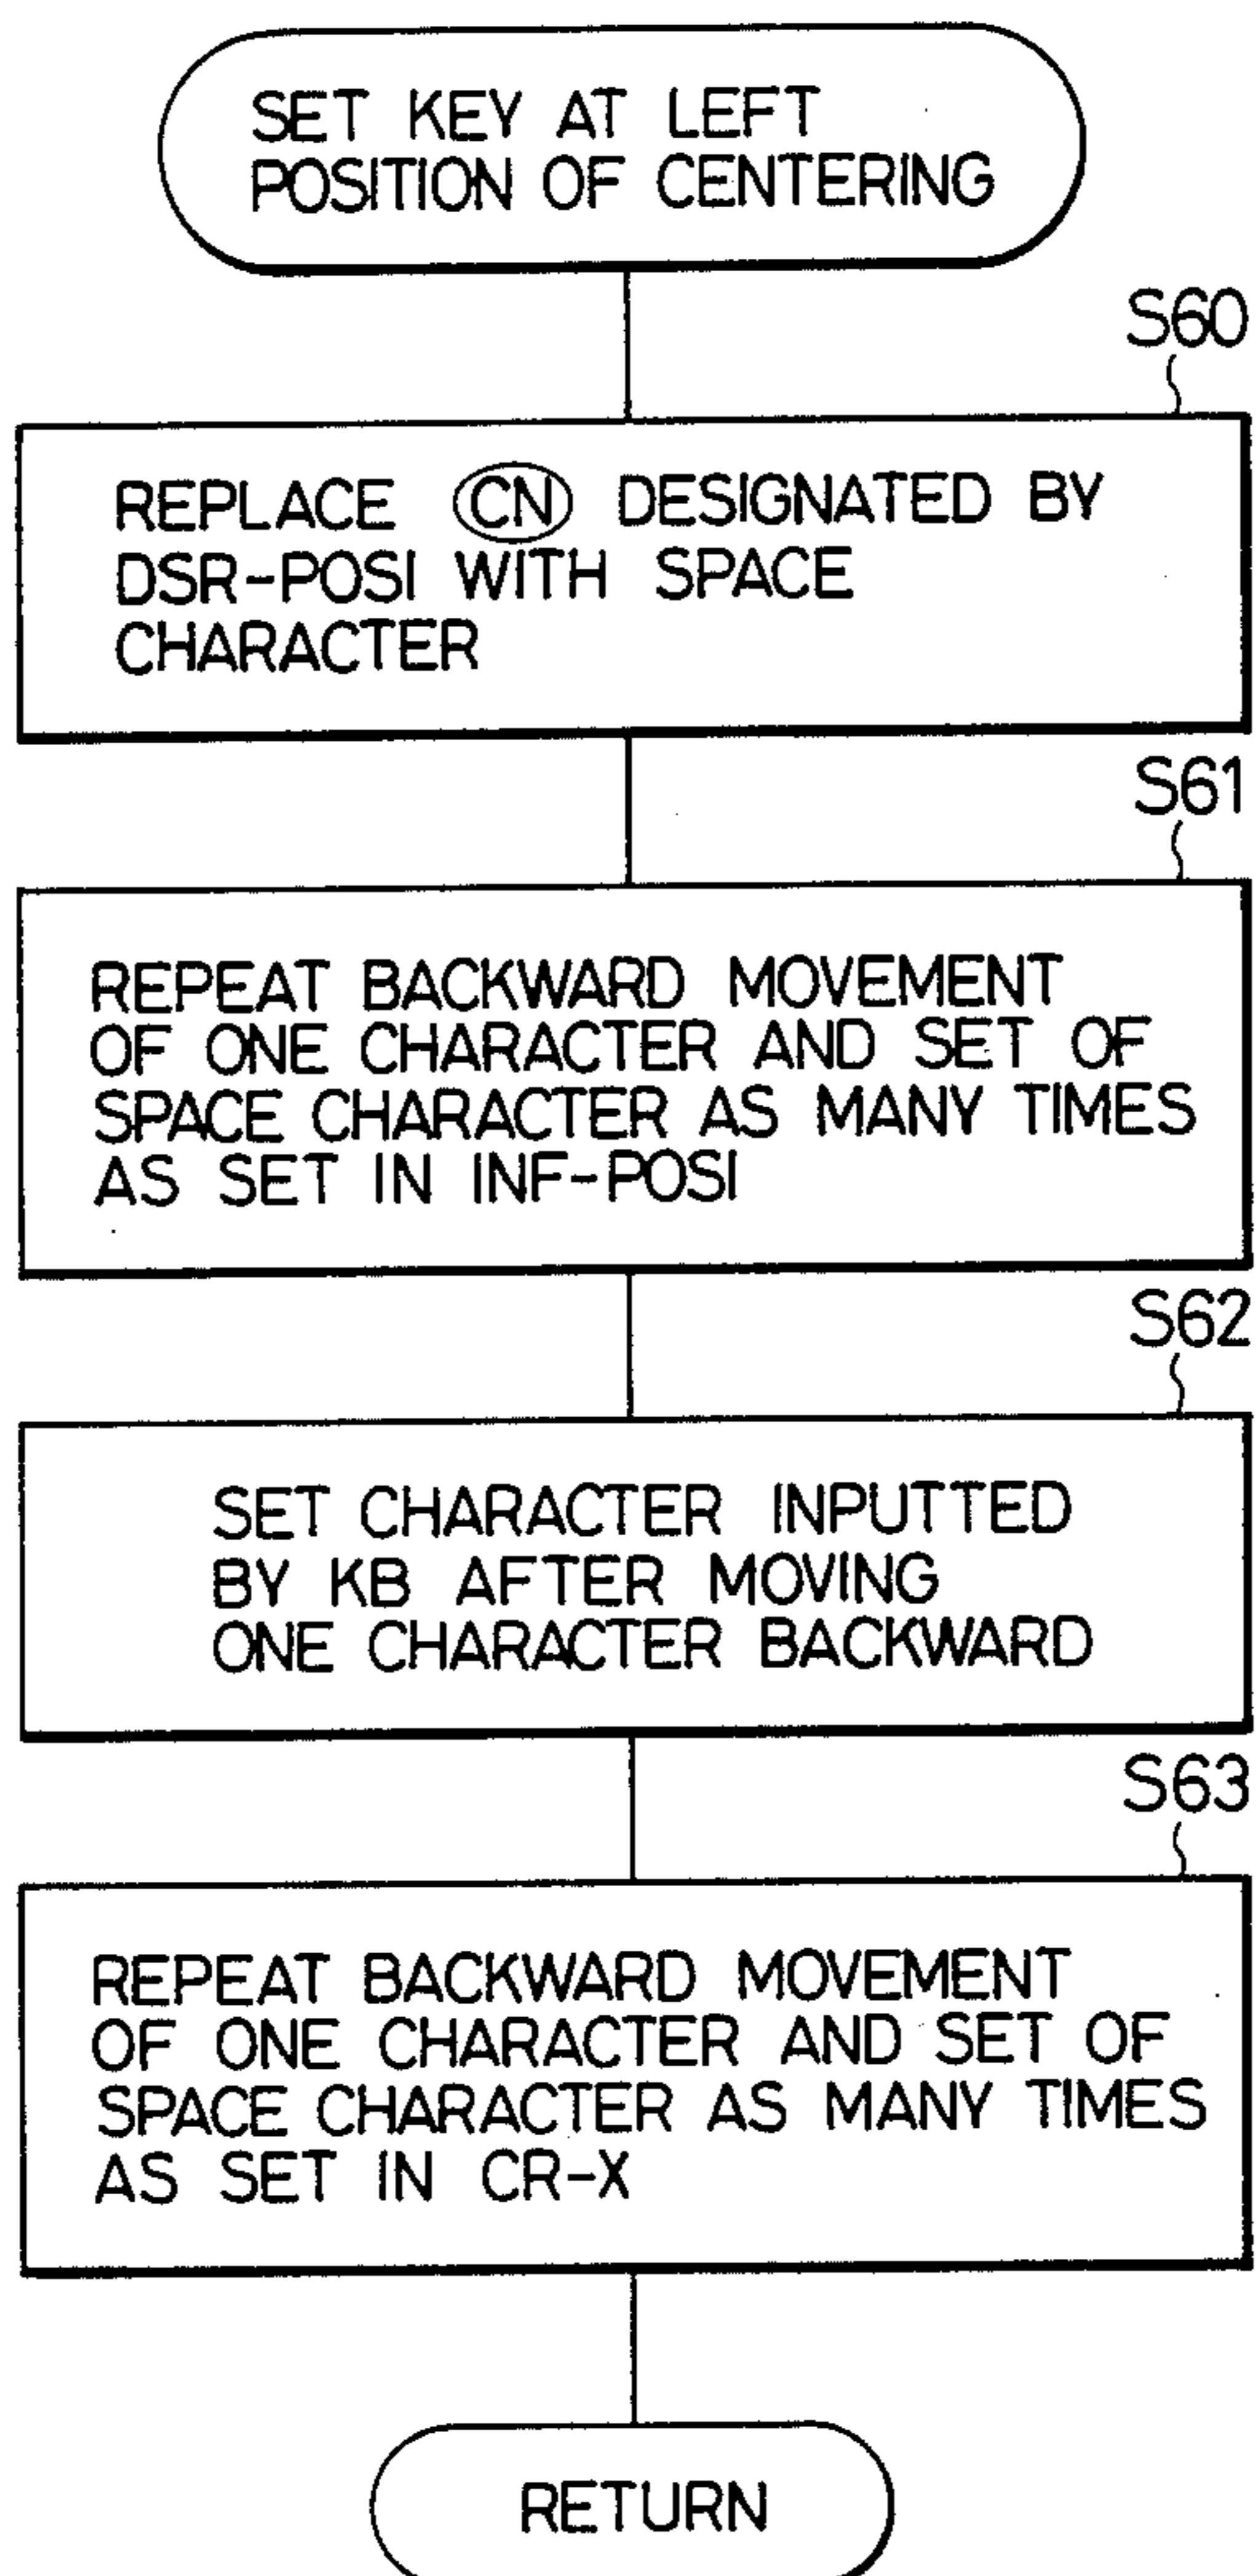 SET KEY AT LEFT
POSITION OF CENTERING
S60
REPLACE CN DESIGNATED BY
DSR-POSI WITH SPACE
CHARACTER
S61
REPEAT BACKWARD MOVEMENT
OF ONE CHARACTER AND SET OF
SPACE CHARACTER AS MANY TIMES
AS SET IN INF-POSI
S62
SET CHARACTER INPUTTED
BY KB AFTER MOVING
ONE CHARACTER BACKWARD
S63
REPEAT BACKWARD MOVEMENT
OF ONE CHARACTER AND SET OF
SPACE CHARACTER AS MANY TIMES
AS SET IN CR-X
RETURN